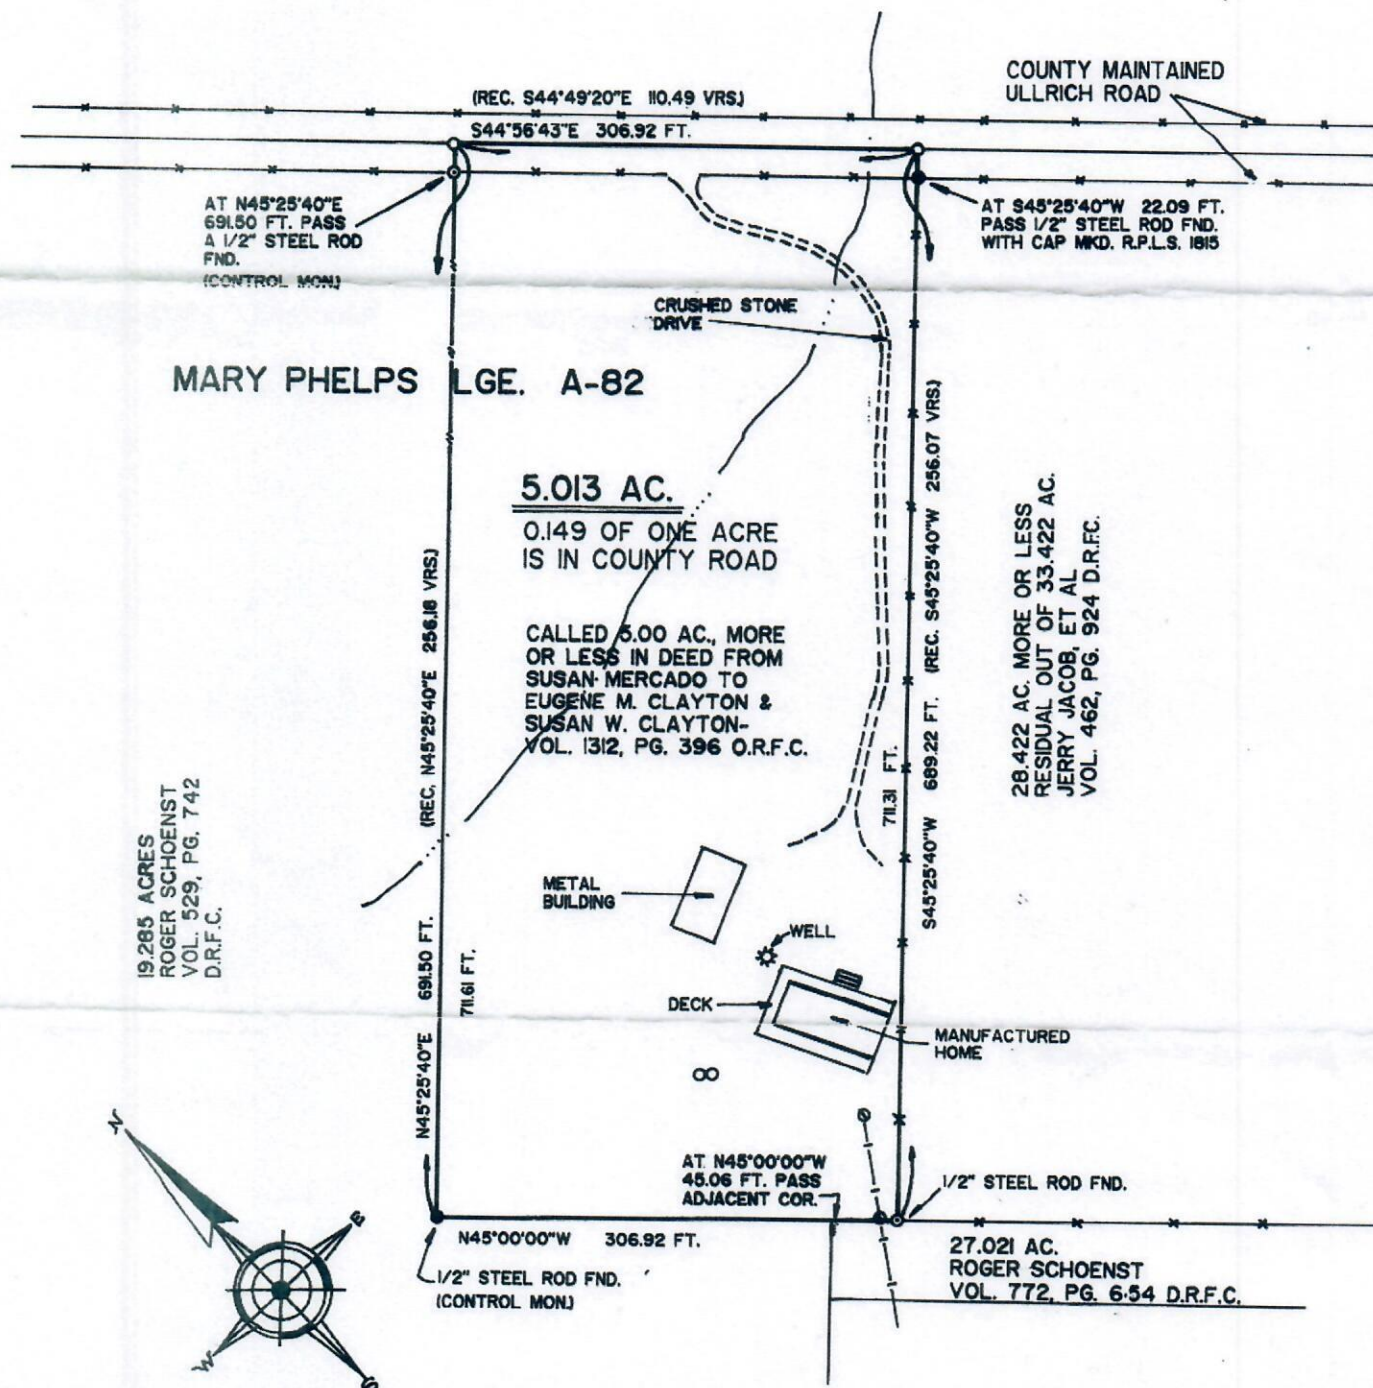 COUNTY MAINTAINED
ULLRICH ROAD
(REC. S44°49'20"E 110.49 VRS.)
S44°56'43"E 306.92 FT.
AT N45°25'40"E
691.50 FT. PASS
A 1/2" STEEL ROD
FND.
(CONTROL MON.)
AT S45°25'40"W 22.09 FT.
PASS 1/2" STEEL ROD FND.
WITH CAP MKD. R.P.L.S. 1815
CRUSHED STONE
DRIVE
MARY PHELPS LGE. A-82
5.013 AC.
0.149 OF ONE ACRE
IS IN COUNTY ROAD
CALLED 5.00 AC., MORE
OR LESS IN DEED FROM
SUSAN MERCADO TO
EUGENE M. CLAYTON &
SUSAN W. CLAYTON-
VOL. 1312, PG. 396 O.R.F.C.
N45°25'40"E 691.50 FT. (REC. N45°25'40"E 256.18 VRS.)
711.61 FT.
711.31 FT.
S45°25'40"W 689.22 FT. (REC. S45°25'40"W 256.07 VRS.)
28.422 AC. MORE OR LESS
RESIDUAL OUT OF 33.422 AC.
JERRY JACOB, ET AL
VOL. 462, PG. 924 D.R.F.C.
19.285 ACRES
ROGER SCHOENST
VOL. 529, PG. 742
D.R.F.C.
METAL
BUILDING
WELL
DECK
MANUFACTURED
HOME
AT N45°00'00"W
45.06 FT. PASS
ADJACENT COR.
1/2" STEEL ROD FND.
N45°00'00"W 306.92 FT.
1/2" STEEL ROD FND.
(CONTROL MON.)
27.021 AC.
ROGER SCHOENST
VOL. 772, PG. 654 D.R.F.C.
N
E
W
S